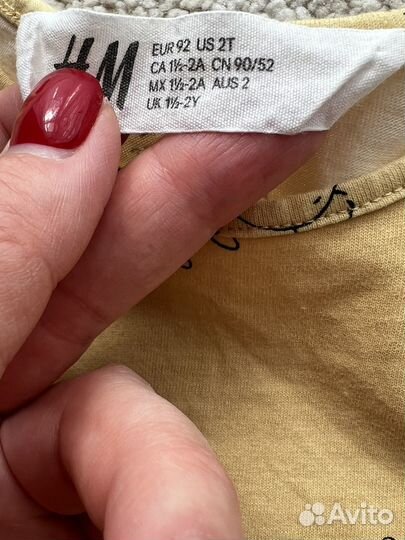 H&M
EUR 92 US 2T
CA 1½-2A CN 90/52
MX 1½-2A AUS 2
UK 1½-2Y
Avito